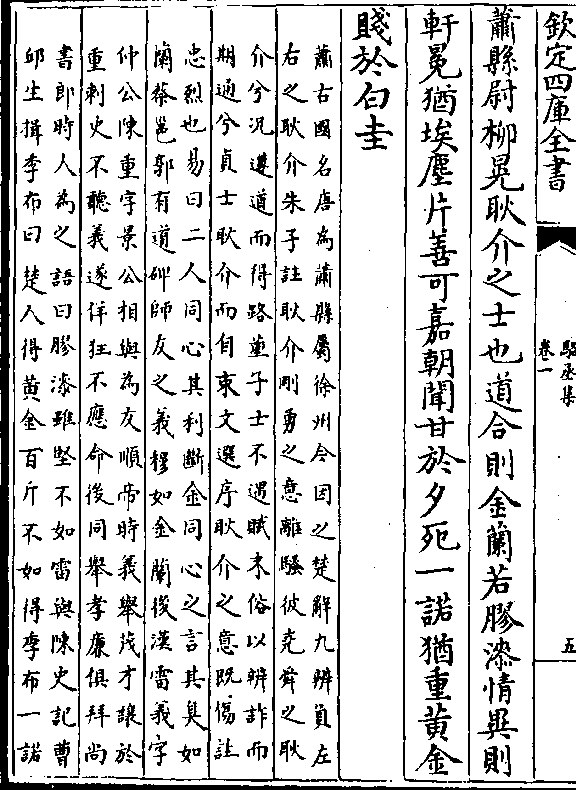 欽定四庫全書
駱丞集
卷一
五
蕭縣尉柳晃耿介之士也道合則金蘭若膠漆情異則
軒冕猶埃塵片善可嘉朝聞甘於夕死一諾猶重黃金
賤於白圭
蕭古國名唐為蕭縣屬徐州今因之楚辭九辨負左
右之耿介朱子註耿介剛勇之意離騷彼堯舜之耿
介兮況遵道而得路董子士不遇賦末俗以辨詐而
期通兮貞士耿介而自束文選序耿介之意既傷註
忠烈也易曰二人同心其利斷金同心之言其臭如
蘭蔡邕郭有道碑師友之義穆如金蘭後漢雷義字
仲公陳重字景公相與為友順帝時義舉茂才讓於
重刺史不聽義遂佯狂不應命後同舉孝廉俱拜尚
書郎時人為之語曰膠漆雖堅不如雷與陳史記曹
邱生揖季布曰楚人得黃金百斤不如得季布一諾